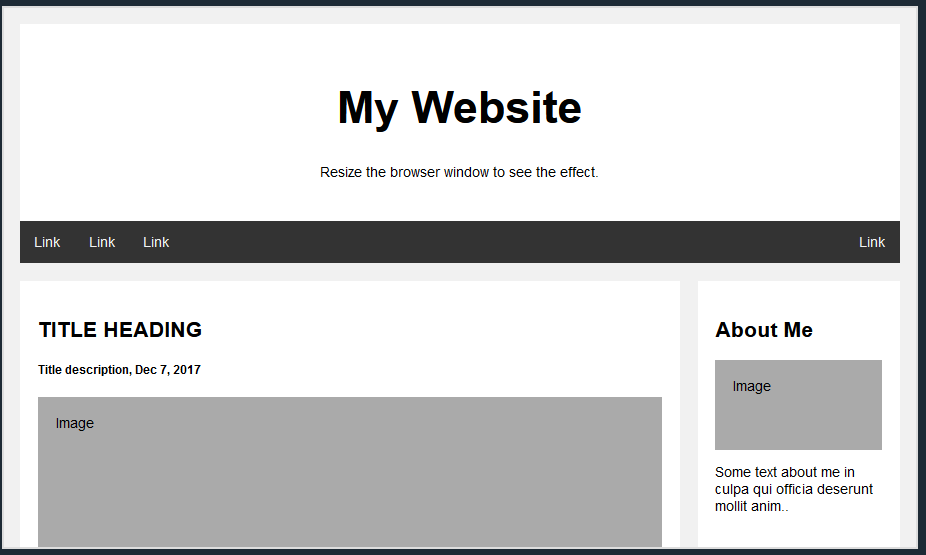 My Website
Resize the browser window to see the effect.
Link Link Link Link
TITLE HEADING
Title description, Dec 7, 2017
Image
About Me
Image
Some text about me in
culpa qui officia deserunt
mollit anim..